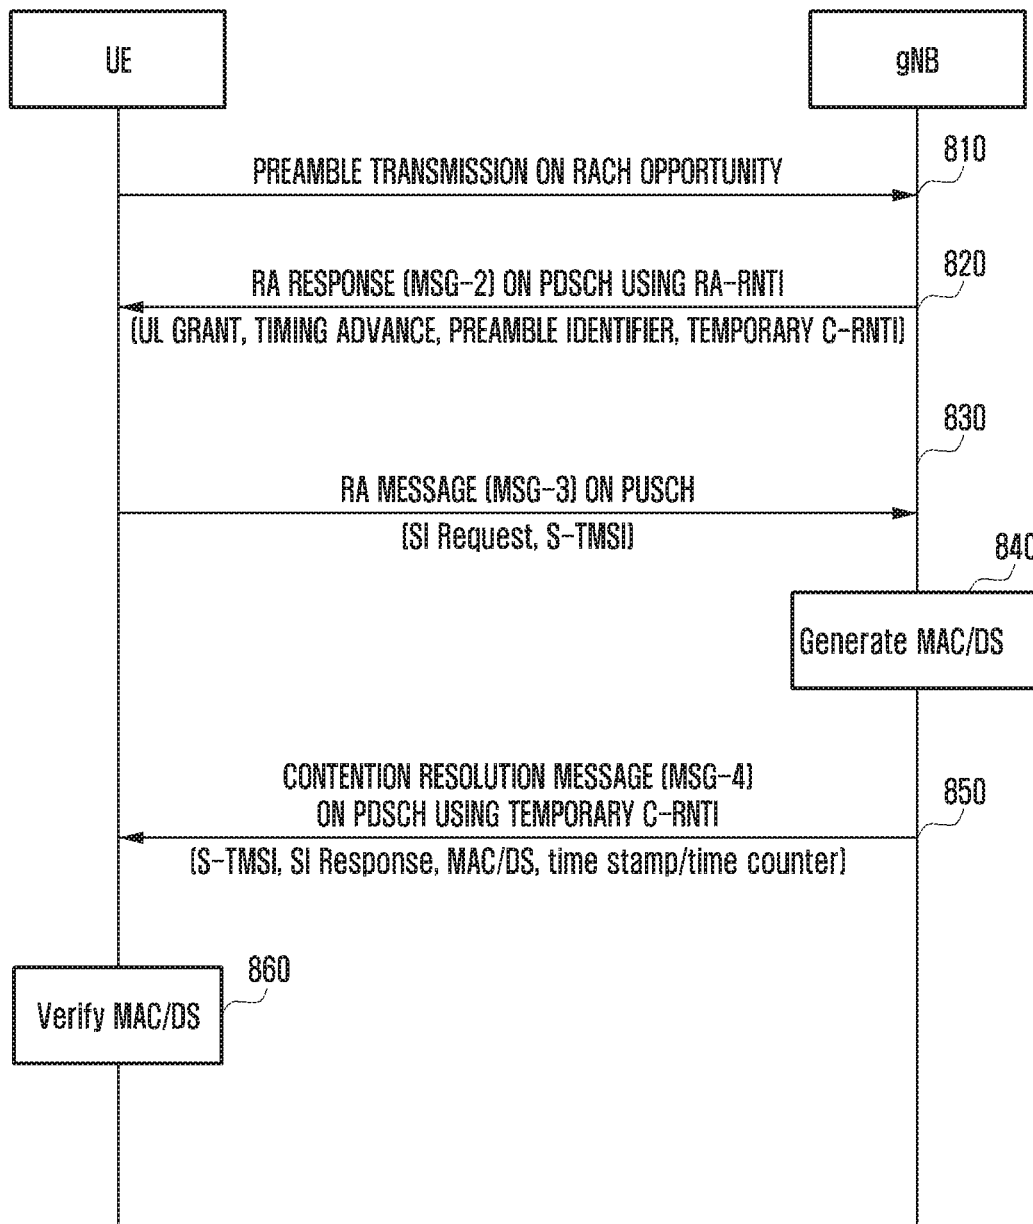 UE
gNB
810
PREAMBLE TRANSMISSION ON RACH OPPORTUNITY
820
RA RESPONSE (MSG-2) ON PDSCH USING RA-RNTI
(UL GRANT, TIMING ADVANCE, PREAMBLE IDENTIFIER, TEMPORARY C-RNTI)
830
RA MESSAGE (MSG-3) ON PUSCH
(SI Request, S-TMSI)
840
Generate MAC/DS
CONTENTION RESOLUTION MESSAGE (MSG-4)
850
ON PDSCH USING TEMPORARY C-RNTI
(S-TMSI, SI Response, MAC/DS, time stamp/time counter)
860
Verify MAC/DS